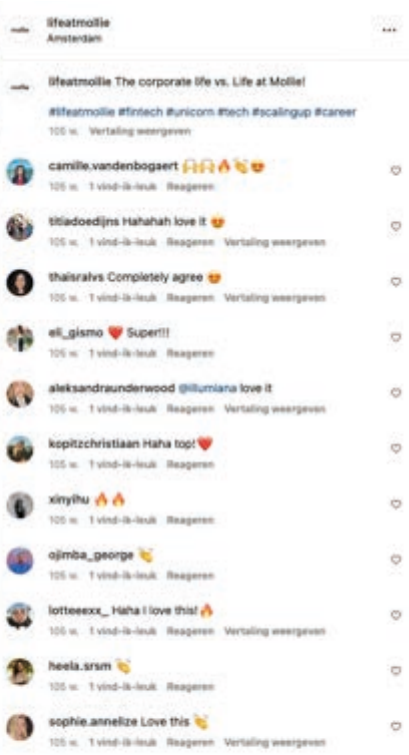 lifeatmollie
Amsterdam
lifeatmollie The corporate life vs. Life at Mollie!
#lifeatmollie #fintech #unicorn #tech #scalingup #career
105 w. Vertaling weergeven
camille.vandenbogaert 🙌🙌🔥👏😍
105 w. 1 vind-ik-leuk Reageren
titiadoedijns Hahahah love it 😍
105 w. 1 vind-ik-leuk Reageren Vertaling weergeven
thaisralvs Completely agree 😍
105 w. 1 vind-ik-leuk Reageren Vertaling weergeven
eli_gismo ❤️ Super!!!
105 w. 1 vind-ik-leuk Reageren
aleksandraunderwood @illumiana love it
105 w. 1 vind-ik-leuk Reageren Vertaling weergeven
kopitzchristiaan Haha top!❤️
105 w. 1 vind-ik-leuk Reageren
xinyihu 🔥🔥
105 w. 1 vind-ik-leuk Reageren
ojimba_george 👏
105 w. 1 vind-ik-leuk Reageren
lotteeexx_ Haha I love this!🔥
105 w. 1 vind-ik-leuk Reageren Vertaling weergeven
heela.srsm 👏
105 w. 1 vind-ik-leuk Reageren
sophie.annelize Love this 👏
105 w. 1 vind-ik-leuk Reageren Vertaling weergeven